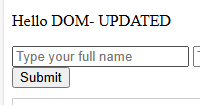 Hello DOM- UPDATED
Type your full name
Submit